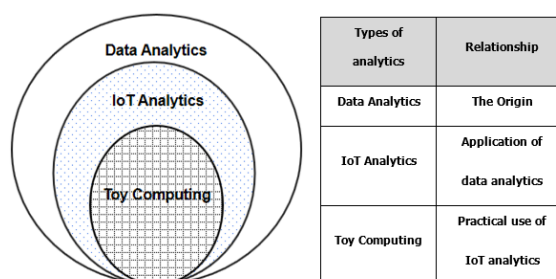 Data Analytics
IoT Analytics
Toy Computing
Types of
analytics
Relationship
Data Analytics
The Origin
IoT Analytics
Application of
data analytics
Toy Computing
Practical use of
IoT analytics